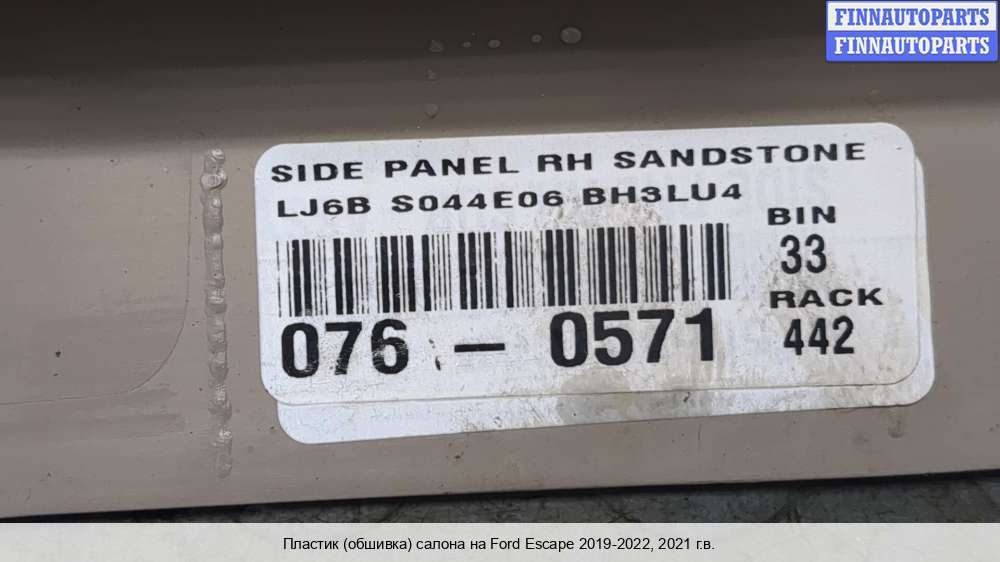 FINNAUTOPARTS
FINNAUTOPARTS
SIDE PANEL RH SANDSTONE
LJ6B S044E06 BH3LU4
BIN
33
RACK
442
076 - 0571
Пластик (обшивка) салона на Ford Escape 2019-2022, 2021 г.в.